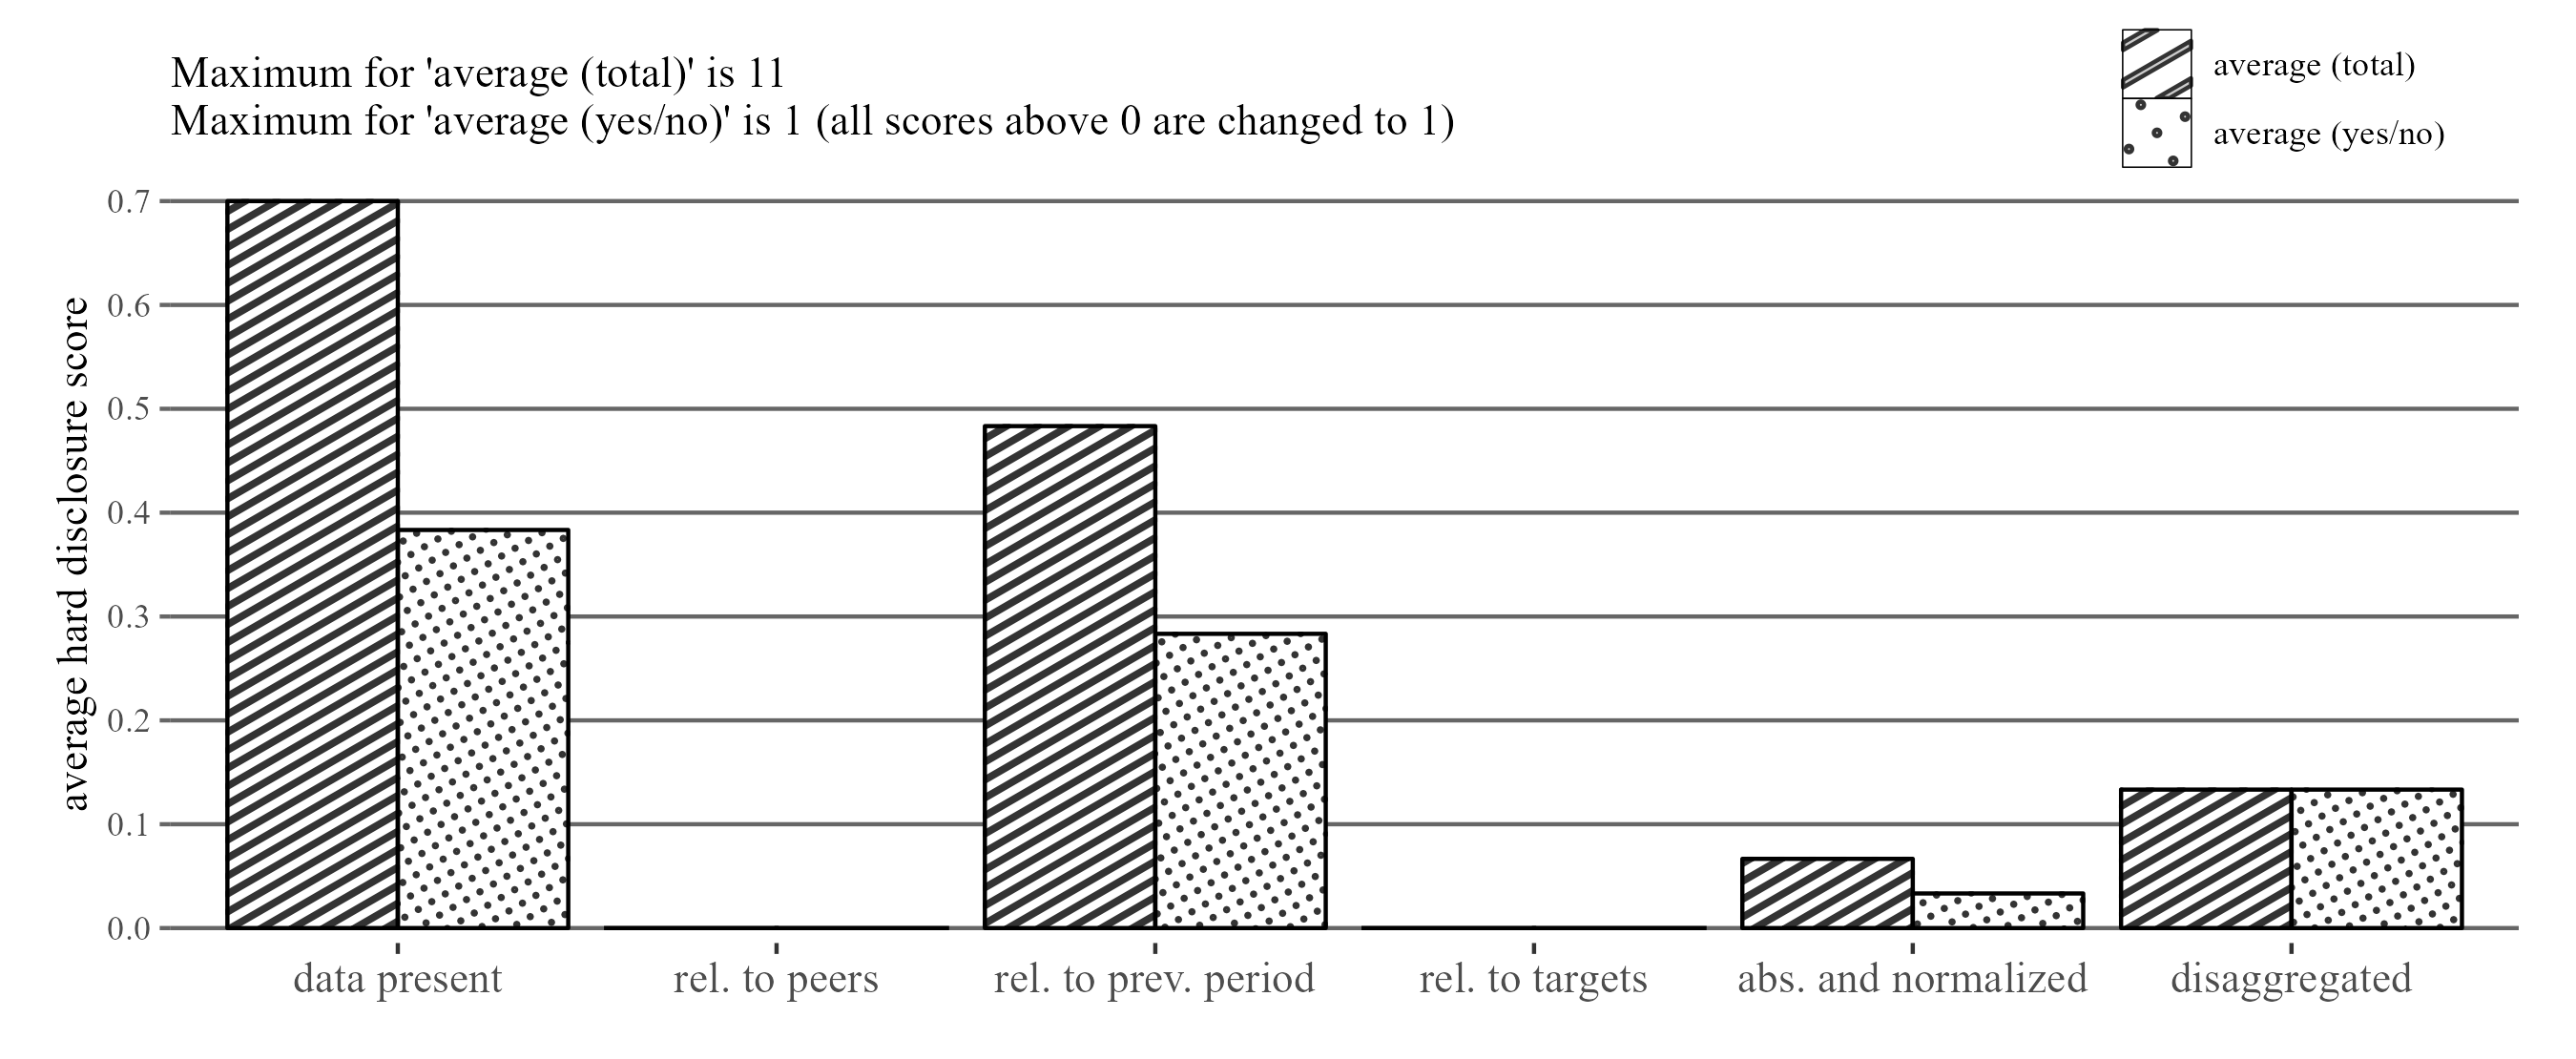 Maximum for 'average (total)' is 11
Maximum for 'average (yes/no)' is 1 (all scores above 0 are changed to 1)
average (total)
average (yes/no)
average hard disclosure score
0.7
0.6
0.5
0.4
0.3
0.2
0.1
0.0
data present
rel. to peers
rel. to prev. period
rel. to targets
abs. and normalized
disaggregated